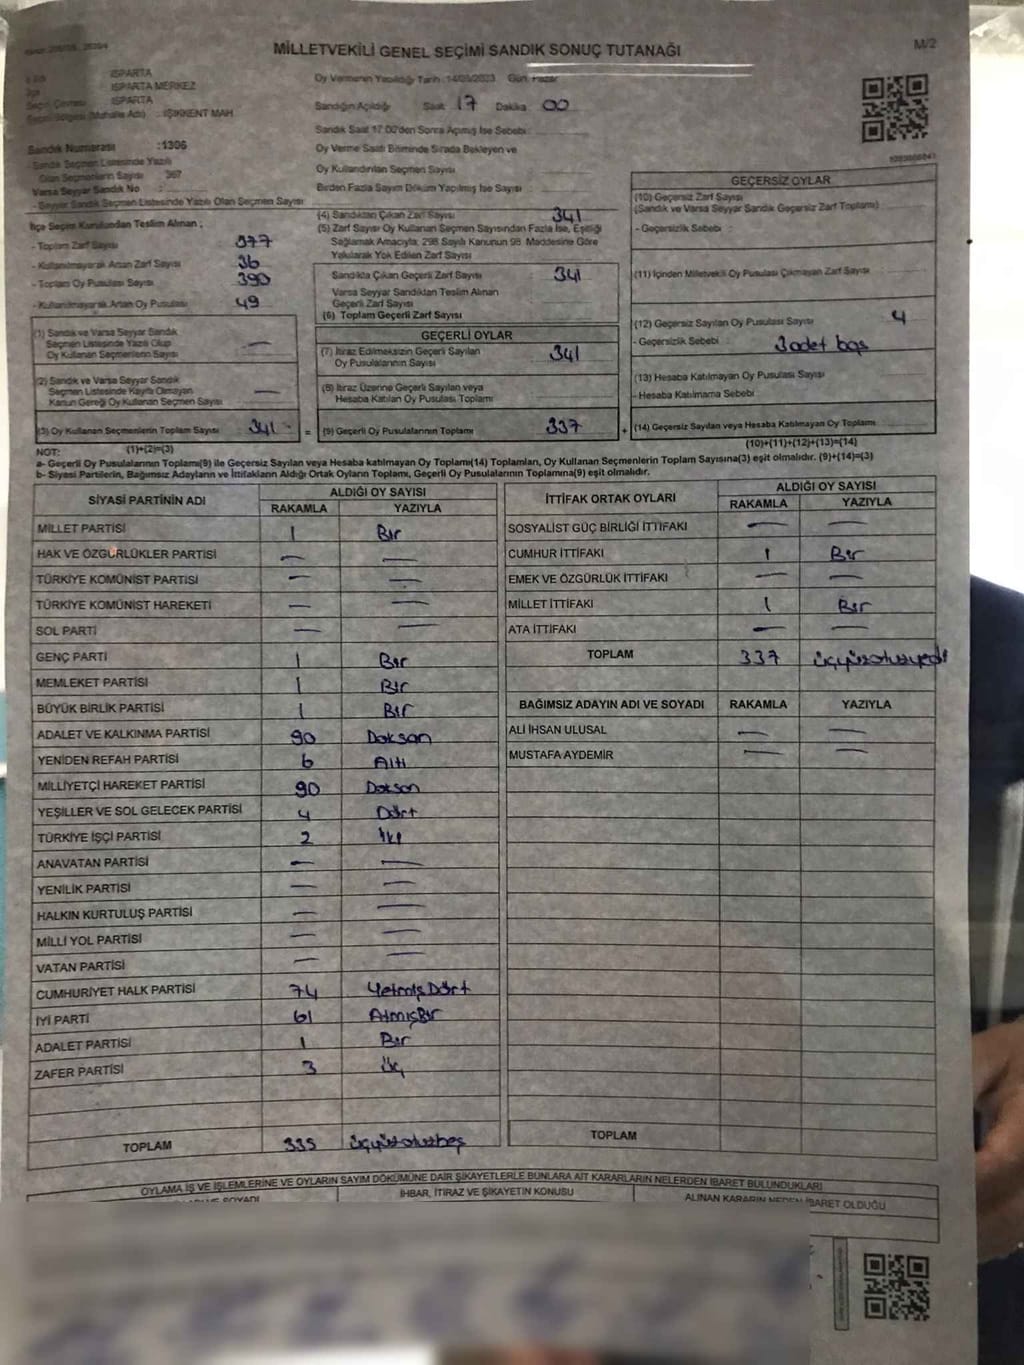 MİLLETVEKİLİ GENEL SEÇİMİ SANDIK SONUÇ TUTANAĞI
M/2
ISPARTA
ISPARTA MERKEZ
ISPARTA
(Mahalle Adı) : IŞIKKENT MAH
Sandık Numarası :1306
Sandık Seçmen Listesinde Yazılı
Olan Seçmenlerin Sayısı 367
Varsa Seyyar Sandık No :
- Seyyar Sandık Seçmen Listesinde Yazılı Olan Seçmen Sayısı
Oy Vermenin Yapıldığı Tarih :14/05/2023 Gün :Pazar
Sandığın Açıldığı Saat 17 Dakika 00
Sandık Saat 17.00'den Sonra Açılmış İse Sebebi :
Oy Verme Saati Bitiminde Sırada Bekleyen ve
Oy Kullandırılan Seçmen Sayısı :
Birden Fazla Sayım Döküm Yapılmış İse Sayısı :
İlçe Seçim Kurulundan Teslim Alınan ;
- Toplam Zarf Sayısı 377
- Kullanılmayarak Artan Zarf Sayısı 36
- Toplam Oy Pusulası Sayısı 390
- Kullanılmayarak Artan Oy Pusulası 49
(1) Sandık ve Varsa Seyyar Sandık
Seçmen Listesinde Yazılı Olup
Oy Kullanan Seçmenlerin Sayısı —
(2) Sandık ve Varsa Seyyar Sandık
Seçmen Listesinde Kayıtlı Olmayan
Kanun Gereği Oy Kullanan Seçmen Sayısı —
(3) Oy Kullanan Seçmenlerin Toplam Sayısı 341
(1)+(2)=(3)
(4) Sandıktan Çıkan Zarf Sayısı 341
(5) Zarf Sayısı Oy Kullanan Seçmen Sayısından Fazla İse, Eşitliği
Sağlamak Amacıyla, 298 Sayılı Kanunun 98. Maddesine Göre
Yakılarak Yok Edilen Zarf Sayısı
Sandıkta Çıkan Geçerli Zarf Sayısı : 341
Varsa Seyyar Sandıktan Teslim Alınan
Geçerli Zarf Sayısı
(6) Toplam Geçerli Zarf Sayısı
GEÇERLİ OYLAR
(7) İtiraz Edilmeksizin Geçerli Sayılan
Oy Pusulalarının Sayısı 341
(8) İtiraz Üzerine Geçerli Sayılan veya
Hesaba Katılan Oy Pusulası Toplamı
= (9) Geçerli Oy Pusulalarının Toplamı 337 +
GEÇERSİZ OYLAR
(10) Geçersiz Zarf Sayısı
(Sandık ve Varsa Seyyar Sandık Geçersiz Zarf Toplamı)
- Geçersizlik Sebebi :
(11) İçinden Milletvekili Oy Pusulası Çıkmayan Zarf Sayısı
(12) Geçersiz Sayılan Oy Pusulası Sayısı 4
- Geçersizlik Sebebi : 3 adet boş
(13) Hesaba Katılmayan Oy Pusulası Sayısı
- Hesaba Katılmama Sebebi
(14) Geçersiz Sayılan veya Hesaba Katılmayan Oy Toplamı
(10)+(11)+(12)+(13)=(14)
NOT:
a- Geçerli Oy Pusulalarının Toplamı(9) ile Geçersiz Sayılan veya Hesaba katılmayan Oy Toplamı(14) Toplamları, Oy Kullanan Seçmenlerin Toplam Sayısına(3) eşit olmalıdır. (9)+(14)=(3)
b- Siyasi Partilerin, Bağımsız Adayların ve İttifakların Aldığı Ortak Oyların Toplamı, Geçerli Oy Pusulalarının Toplamına(9) eşit olmalıdır.
SİYASİ PARTİNİN ADI ALDIĞI OY SAYISI
RAKAMLA YAZIYLA
MİLLET PARTİSİ 1 Bir
HAK VE ÖZGÜRLÜKLER PARTİSİ — —
TÜRKİYE KOMÜNİST PARTİSİ — —
TÜRKİYE KOMÜNİST HAREKETİ — —
SOL PARTİ — —
GENÇ PARTİ 1 Bir
MEMLEKET PARTİSİ 1 Bir
BÜYÜK BİRLİK PARTİSİ 1 Bir
ADALET VE KALKINMA PARTİSİ 90 Doksan
YENİDEN REFAH PARTİSİ 6 Altı
MİLLİYETÇİ HAREKET PARTİSİ 90 Doksan
YEŞİLLER VE SOL GELECEK PARTİSİ 4 Dört
TÜRKİYE İŞÇİ PARTİSİ 2 İki
ANAVATAN PARTİSİ — —
YENİLİK PARTİSİ — —
HALKIN KURTULUŞ PARTİSİ — —
MİLLİ YOL PARTİSİ — —
VATAN PARTİSİ — —
CUMHURİYET HALK PARTİSİ 74 Yetmiş Dört
İYİ PARTİ 61 Atmış Bir
ADALET PARTİSİ 1 Bir
ZAFER PARTİSİ 3 Üç
TOPLAM 335 üçyüzotuzbeş
İTTİFAK ORTAK OYLARI ALDIĞI OY SAYISI
RAKAMLA YAZIYLA
SOSYALİST GÜÇ BİRLİĞİ İTTİFAKI — —
CUMHUR İTTİFAKI 1 Bir
EMEK VE ÖZGÜRLÜK İTTİFAKI — —
MİLLET İTTİFAKI 1 Bir
ATA İTTİFAKI — —
TOPLAM 337 üçyüzotuzyedi
BAĞIMSIZ ADAYIN ADI VE SOYADI RAKAMLA YAZIYLA
ALİ İHSAN ULUSAL — —
MUSTAFA AYDEMİR — —
TOPLAM
OYLAMA İŞ VE İŞLEMLERİNE VE OYLARIN SAYIM DÖKÜMÜNE DAİR ŞİKAYETLERLE BUNLARA AİT KARARLARIN NELERDEN İBARET BULUNDUKLARI
SOYADI İHBAR, İTİRAZ VE ŞİKAYETİN KONUSU ALINAN KARARIN NEDEN İBARET OLDUĞU